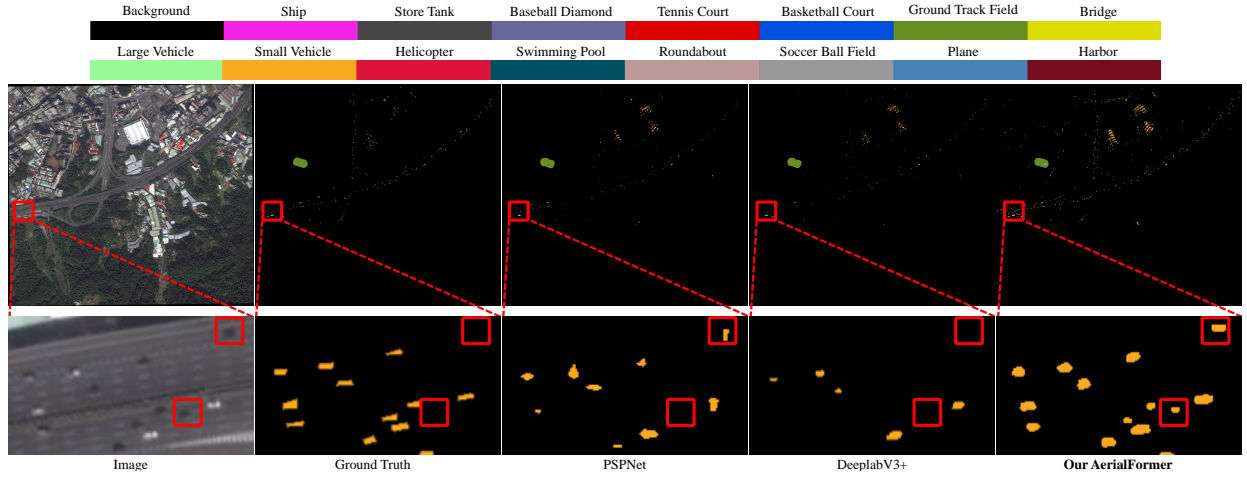 Background Ship Store Tank Baseball Diamond Tennis Court Basketball Court Ground Track Field Bridge
Large Vehicle Small Vehicle Helicopter Swimming Pool Roundabout Soccer Ball Field Plane Harbor
Image Ground Truth PSPNet DeeplabV3+ Our AerialFormer